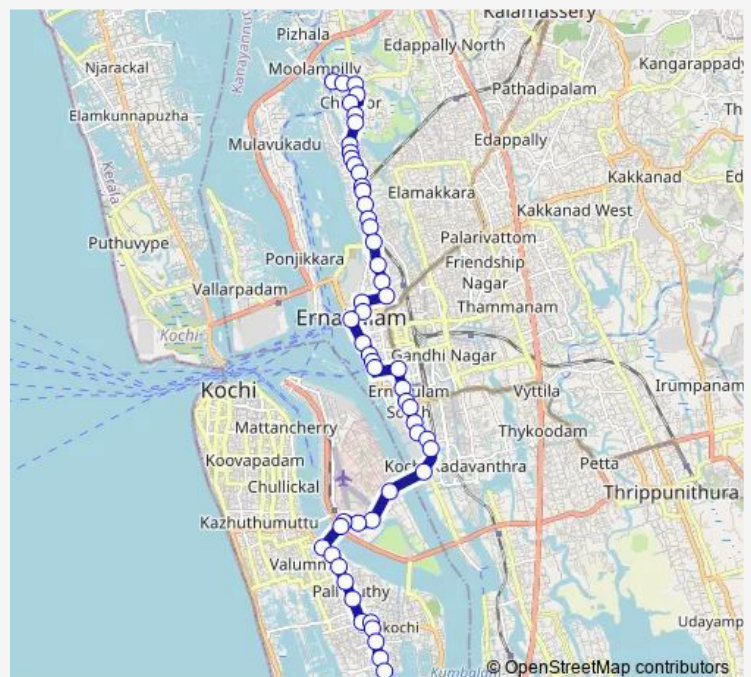 Kalamassery
Pizhala
Edappally North
Moolampilly
Njarackal
Kangarappady
Kanayannur
Pathadipalam
Elamkunnapuzha
Mulavukadu
Edappally
Kerala
Kakkanad
Elamakkara
Kakkanad West
Puthuvype
Palarivattom
Ponjikkara
Friendship
Nagar
Vallarpadam
Thammanam
Kochi
Gandhi Nagar
Kochi
Vyttila
Irumpanam
Mattancherry
Thykoodam
Koovapadam
Petta
Chullickal
Thrippunithura
Kazhuthumuttu
Udayamp
Kumbalam
© OpenStreetMap contributors